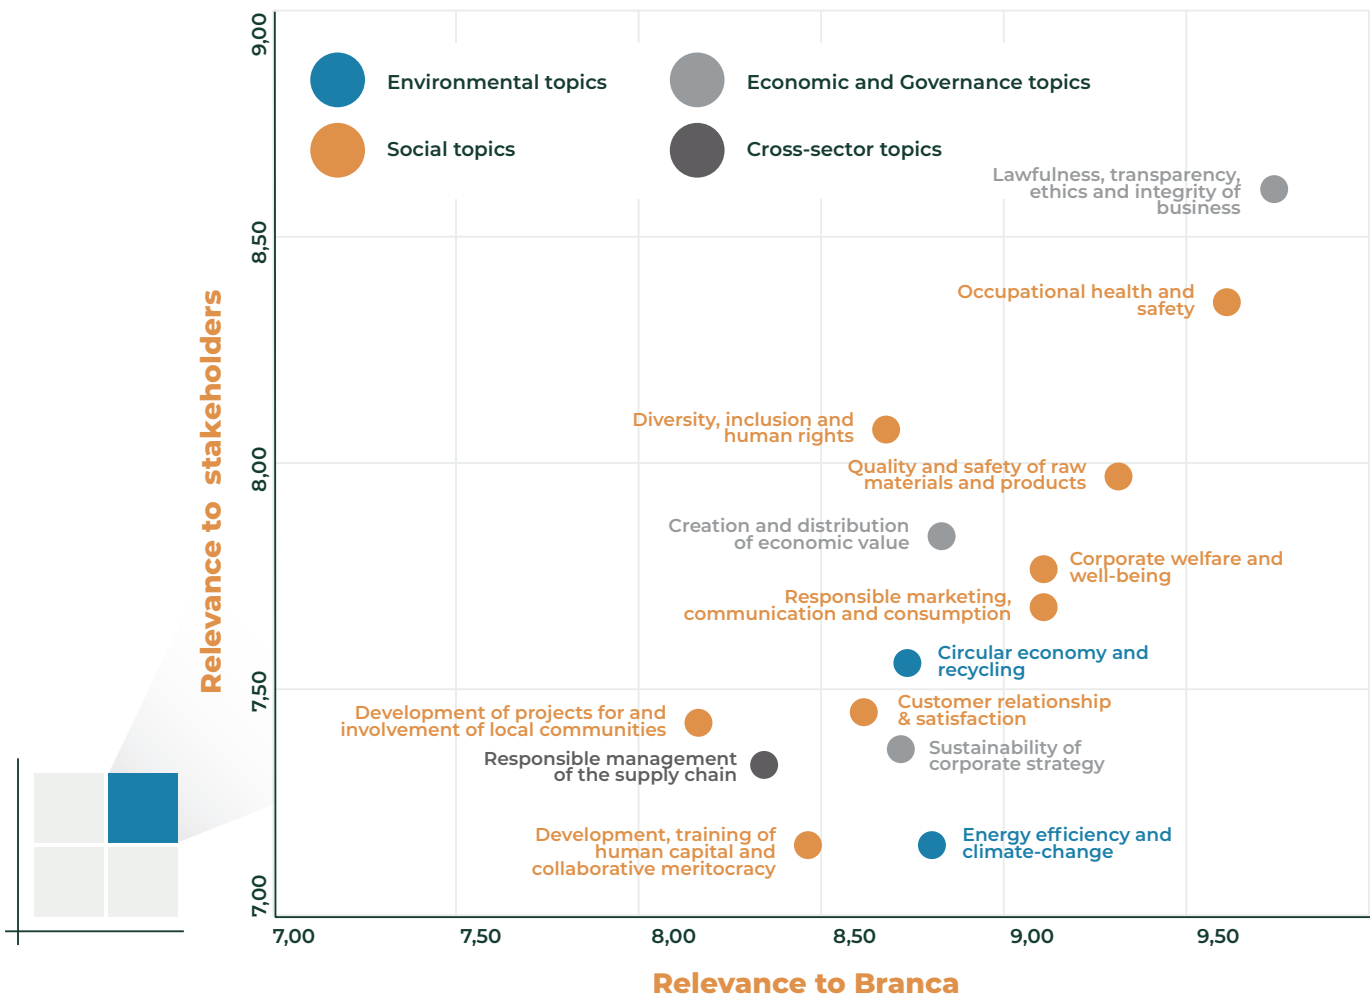 9,00
Environmental topics
Economic and Governance topics
Social topics
Cross-sector topics
Lawfulness, transparency,
ethics and integrity of
business
8,50
Occupational health and
safety
Relevance to stakeholders
Diversity, inclusion and
human rights
8,00
Quality and safety of raw
materials and products
Creation and distribution
of economic value
Corporate welfare and
well-being
Responsible marketing,
communication and consumption
Circular economy and
recycling
7,50
Customer relationship
& satisfaction
Development of projects for and
involvement of local communities
Sustainability of
corporate strategy
Responsible management
of the supply chain
Development, training of
human capital and
collaborative meritocracy
Energy efficiency and
climate-change
7,00
7,00
7,50
8,00
8,50
9,00
9,50
Relevance to Branca